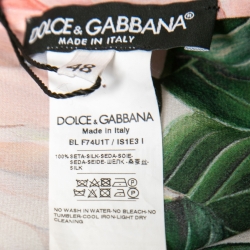 DOLCE & GABBANA
MADE IN ITALY
48
DOLCE & GABBANA
Made in Italy
BL F74U1T / IS1E3 I
100%SETA-SILK-SEDA-SOIE-
SEDA-SEIDE-ШЕЛК-
SILK
NO WASH IN WATER-NO BLEACH-NO
TUMBLER-COOL IRON-LIGHT DRY
CLEANING